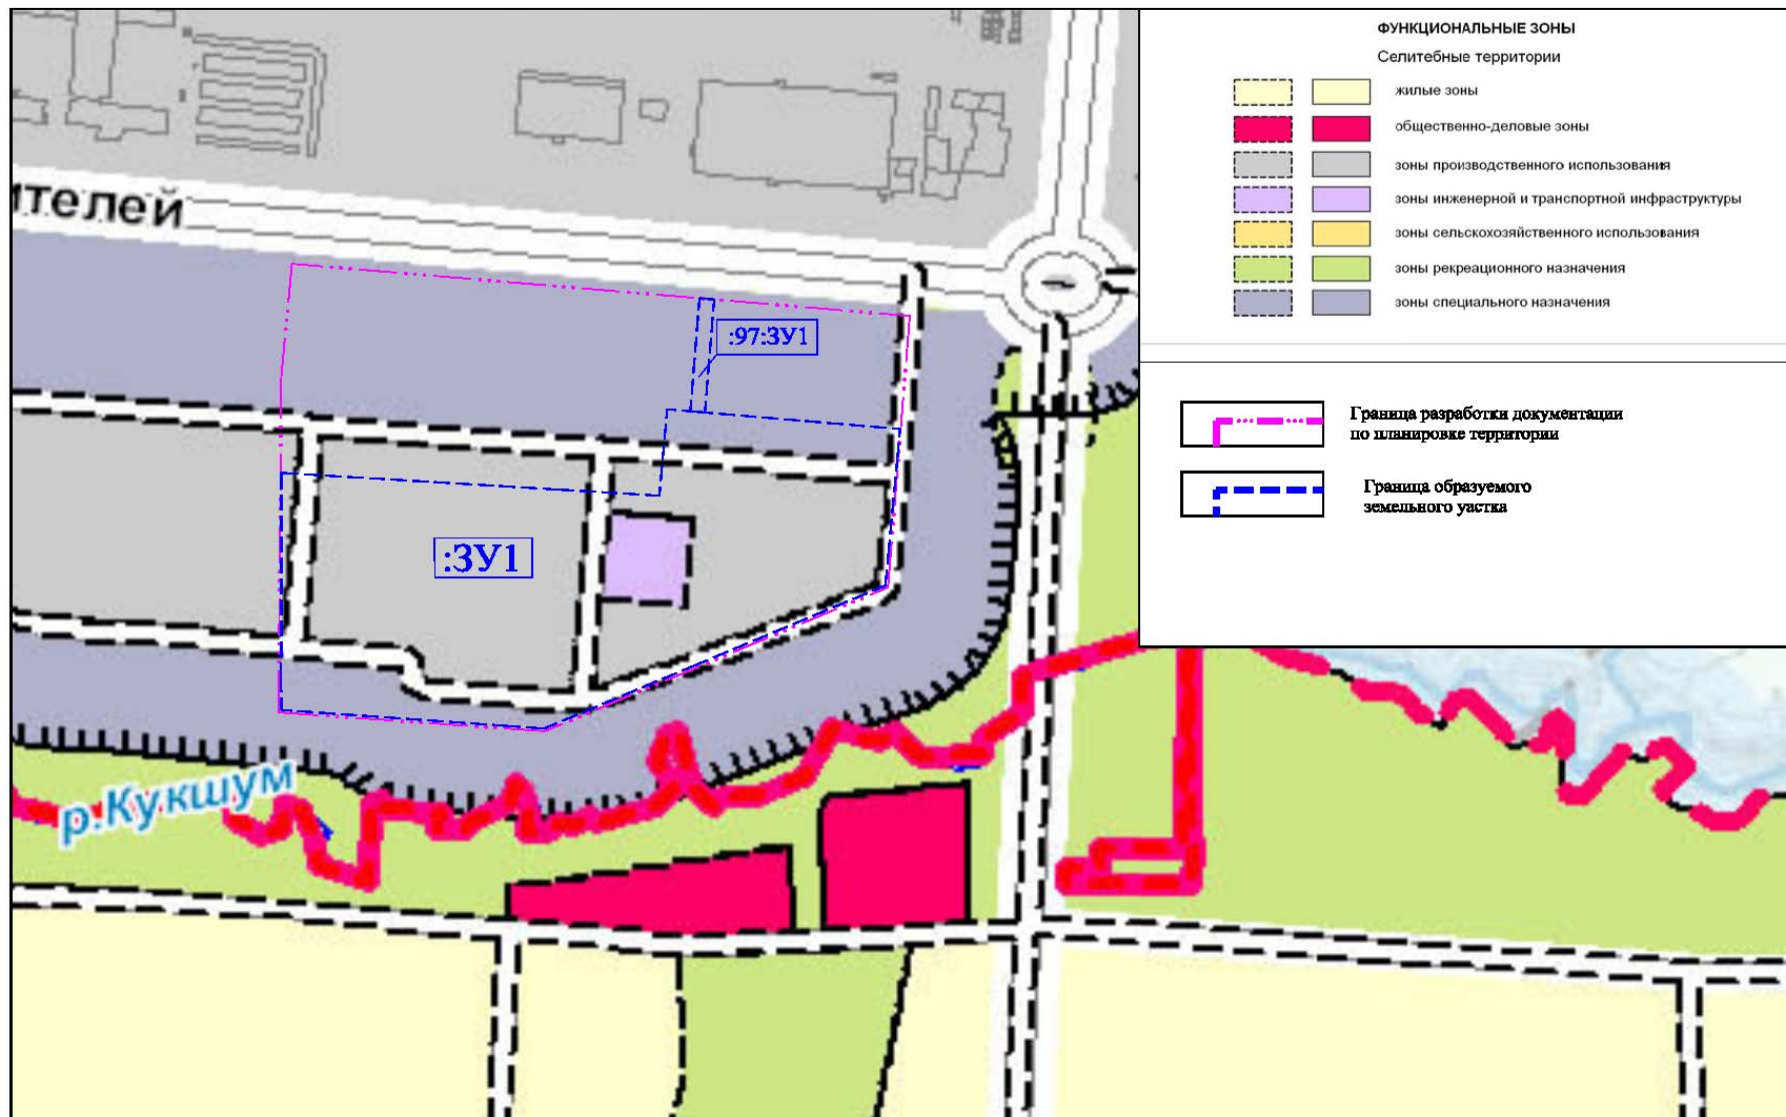 ителей
:97:ЗУ1
:ЗУ1
р.Кукшум
ФУНКЦИОНАЛЬНЫЕ ЗОНЫ
Селитебные территории
жилые зоны
общественно-деловые зоны
зоны производственного использования
зоны инженерной и транспортной инфраструктуры
зоны сельскохозяйственного использования
зоны рекреационного назначения
зоны специального назначения
Граница разработки документации
по планировке территории
Граница образуемого
земельного уастка